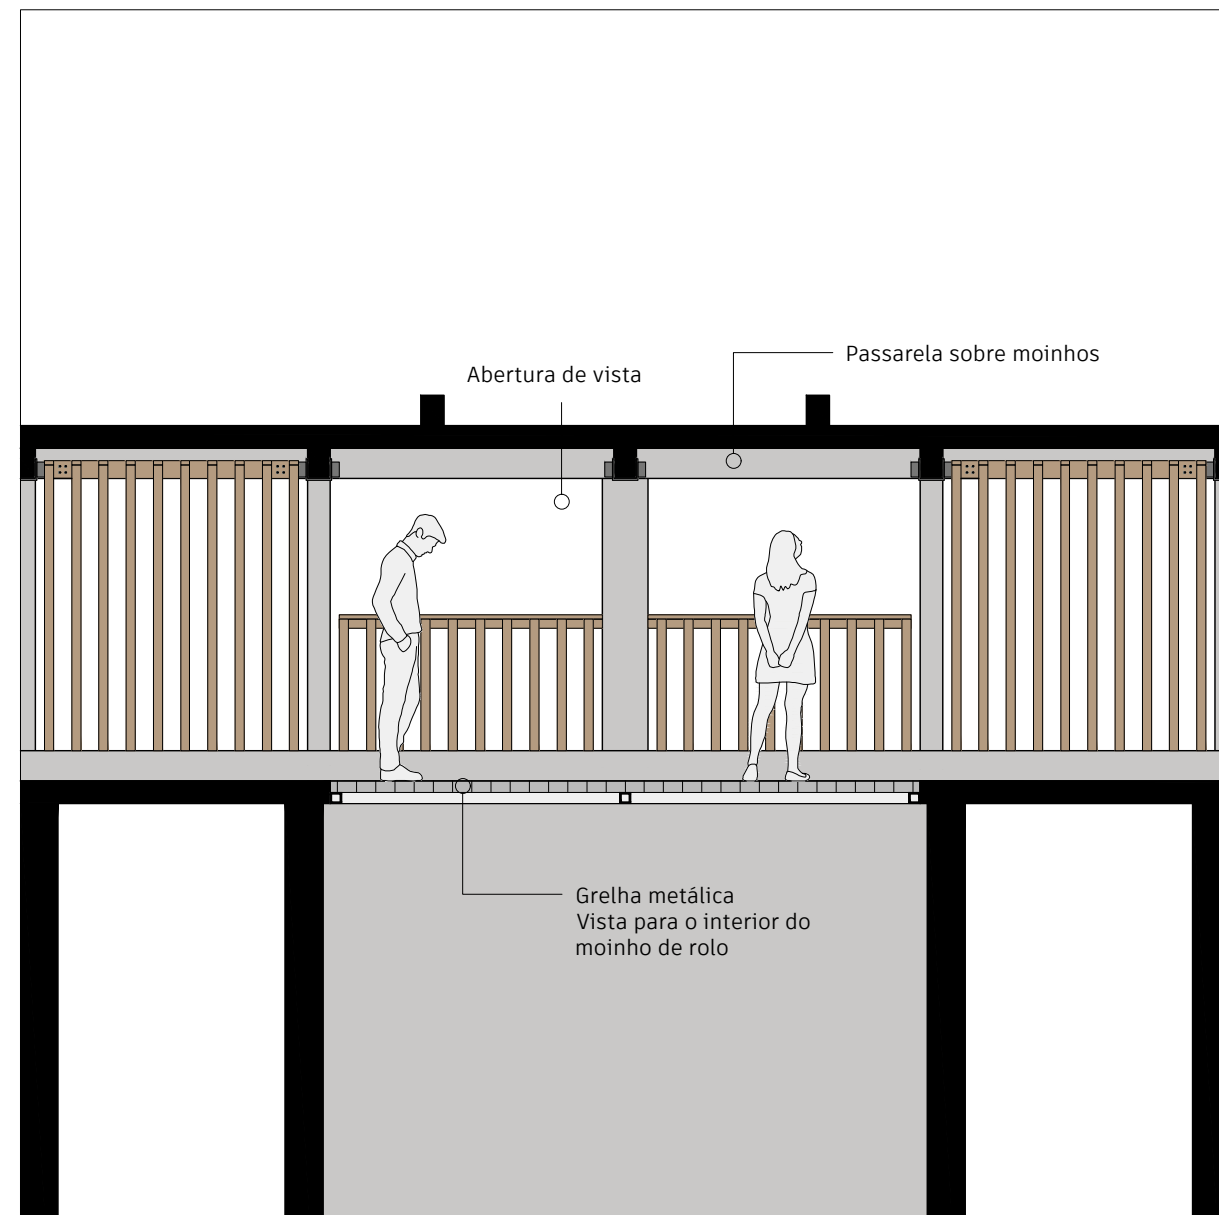 Passarela sobre moinhos
Abertura de vista
Grelha metálica
Vista para o interior do
moinho de rolo